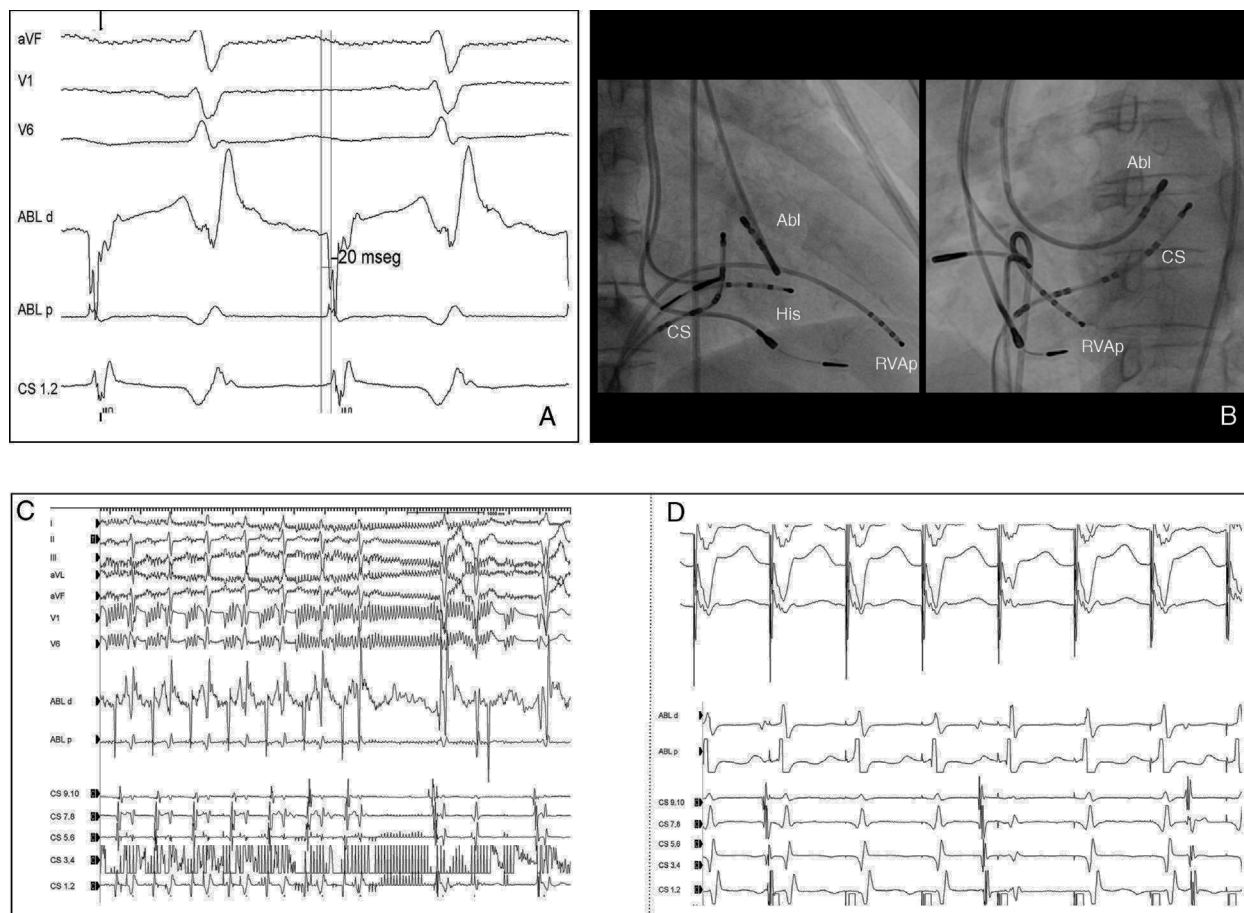 aVF
V1
V6
ABL d
20 mseg
ABL p
CS 1.2
A
Abl
CS
His
RVAp
Abl
CS
RVAp
B
C
I
II
III
aVL
aVF
V1
V6
ABL d
ABL p
CS 9.10
CS 7.8
CS 5.6
CS 3.4
CS 1.2
D
ABL d
ABL p
CS 9.10
CS 7.8
CS 5.6
CS 3.4
CS 1.2